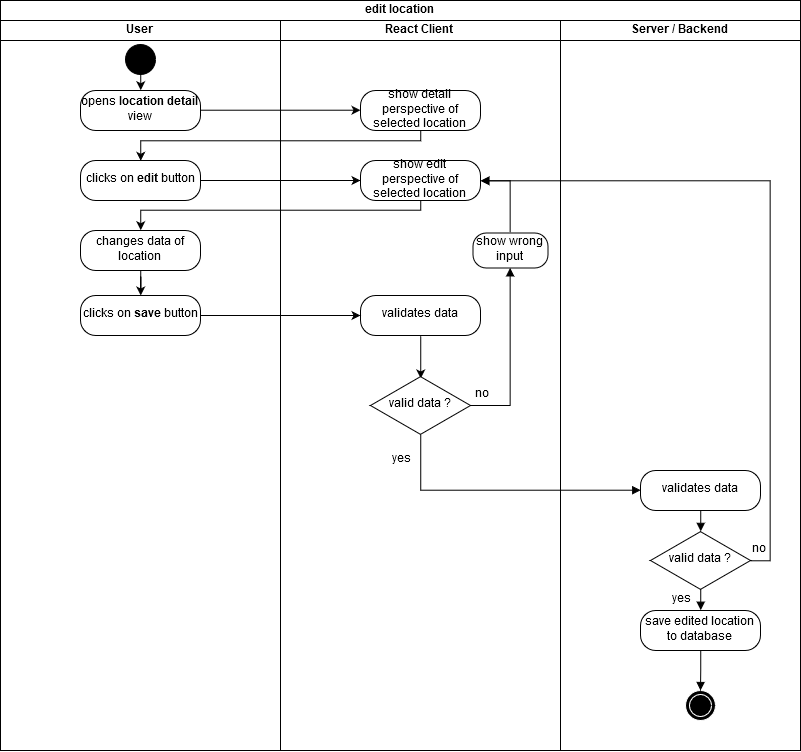 edit location
User
React Client
Server / Backend
opens location detail
view
show detail
perspective of
selected location
clicks on edit button
show edit
perspective of
selected location
changes data of
location
show wrong
input
clicks on save button
validates data
valid data ?
no
yes
validates data
valid data ?
no
yes
save edited location
to database